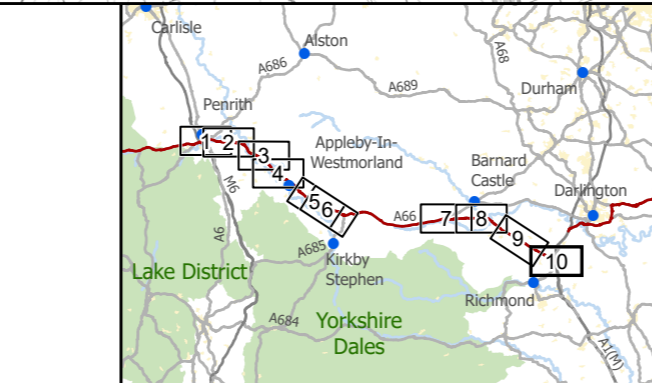 Carlisle
Alston
A68
A686
A689
Durham
Penrith
1
2
3
4
Appleby-In-
Westmorland
Barnard
Castle
Darlington
M6
5
6
A66
7
8
9
10
A6
A685
Kirkby
Stephen
Lake District
Richmond
A684
Yorkshire
Dales
A1(M)